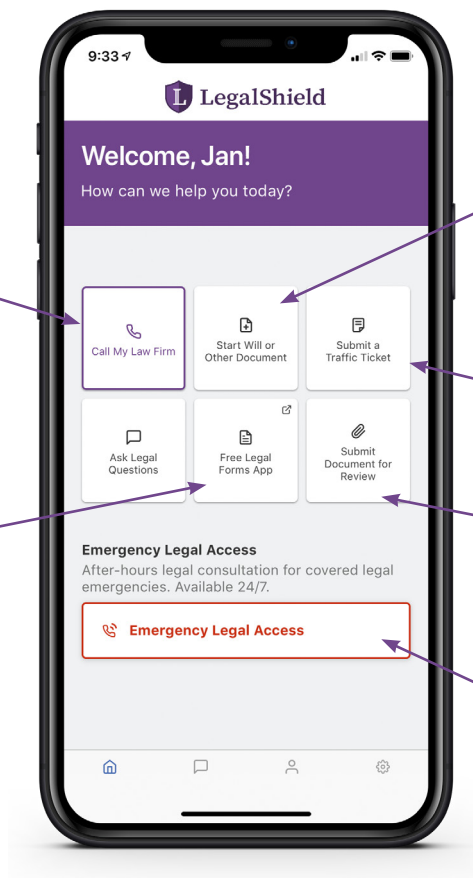 9:33
LegalShield
Welcome, Jan!
How can we help you today?
Call My Law Firm
Start Will or
Other Document
Submit a
Traffic Ticket
Ask Legal
Questions
Free Legal
Forms App
Submit
Document for
Review
Emergency Legal Access
After-hours legal consultation for covered legal
emergencies. Available 24/7.
Emergency Legal Access